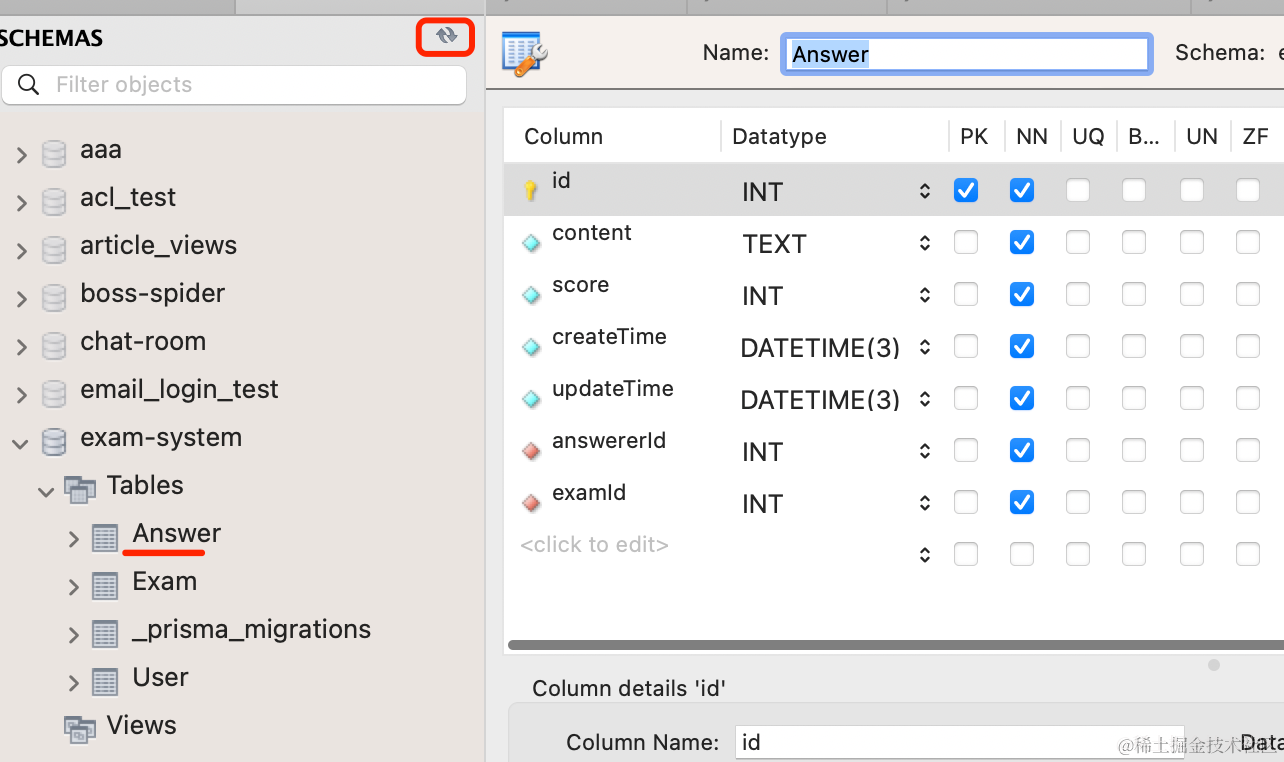 SCHEMAS
Filter objects
aaa
acl_test
article_views
boss-spider
chat-room
email_login_test
exam-system
Tables
Answer
Exam
_prisma_migrations
User
Views
Name: Answer Schema: e
Column Datatype PK NN UQ B... UN ZF
id INT
content TEXT
score INT
createTime DATETIME(3)
updateTime DATETIME(3)
answererId INT
examId INT
<click to edit>
Column details 'id'
Column Name: id Data
@稀土掘金技术社区